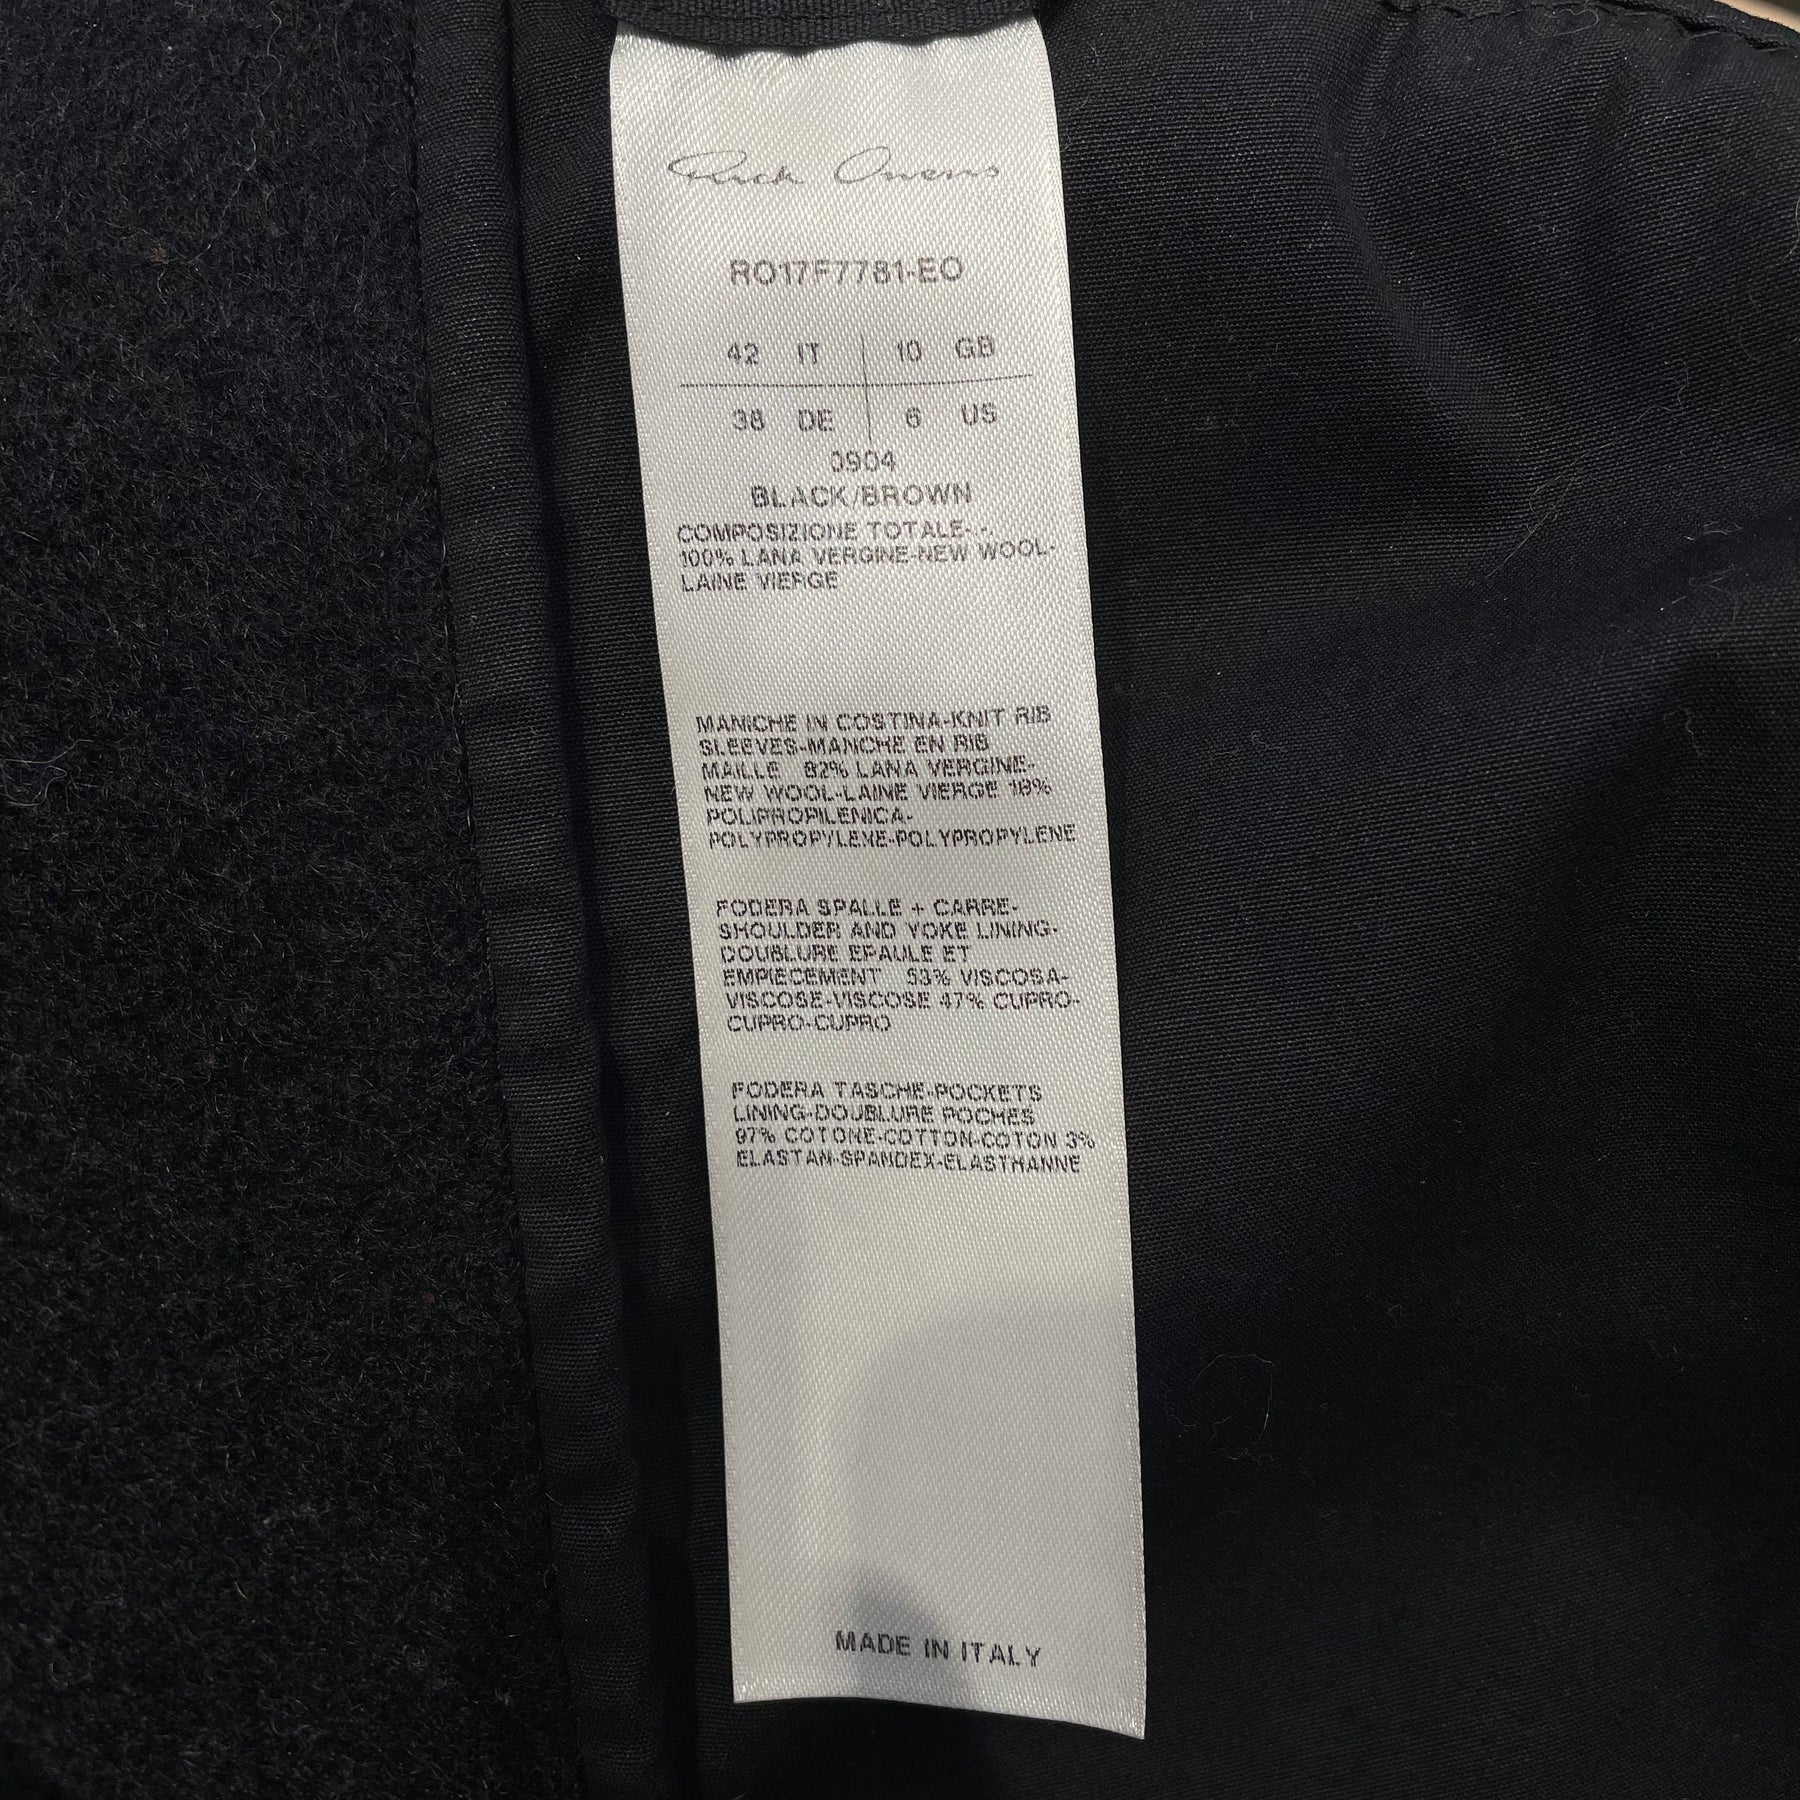 Rick Owens
RO17F7781-EO
42 IT 10 GB
38 DE 6 US
0904
BLACK/BROWN
COMPOSIZIONE TOTALE- -
100% LANA VERGINE-NEW WOOL-
LAINE VIERGE
MANICHE IN COSTINA-KNIT RIB
SLEEVES-MANCHE EN RIB
MAILLE 82% LANA VERGINE-
NEW WOOL-LAINE VIERGE 18%
POLIPROPILENICA-
POLYPROPYLENE-POLYPROPYLENE
FODERA SPALLE + CARRE-
SHOULDER AND YOKE LINING-
DOUBLURE EPAULE ET
EMPIECEMENT 53% VISCOSA-
VISCOSE-VISCOSE 47% CUPRO-
CUPRO-CUPRO
FODERA TASCHE-POCKETS
LINING-DOUBLURE POCHES
97% COTONE-COTTON-COTON 3%
ELASTAN-SPANDEX-ELASTHANNE
MADE IN ITALY